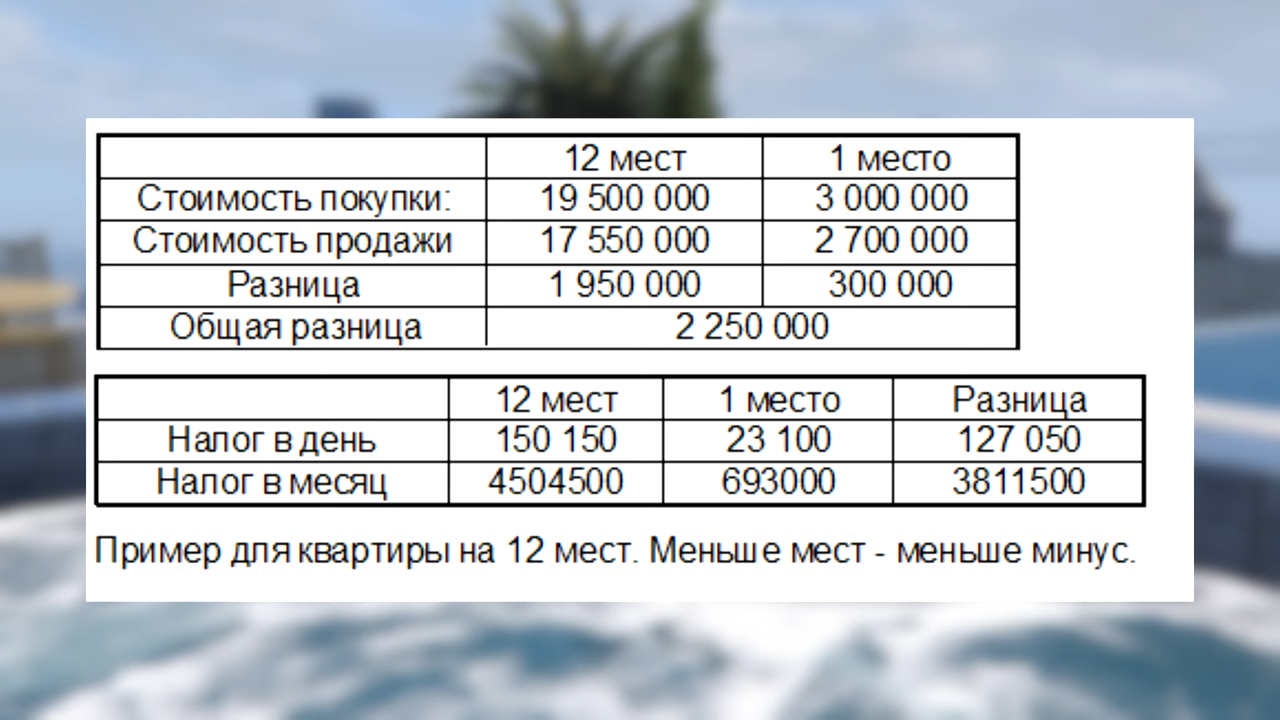 12 мест 1 место
Стоимость покупки: 19 500 000 3 000 000
Стоимость продажи 17 550 000 2 700 000
Разница 1 950 000 300 000
Общая разница 2 250 000
12 мест 1 место Разница
Налог в день 150 150 23 100 127 050
Налог в месяц 4504500 693000 3811500
Пример для квартиры на 12 мест. Меньше мест - меньше минус.